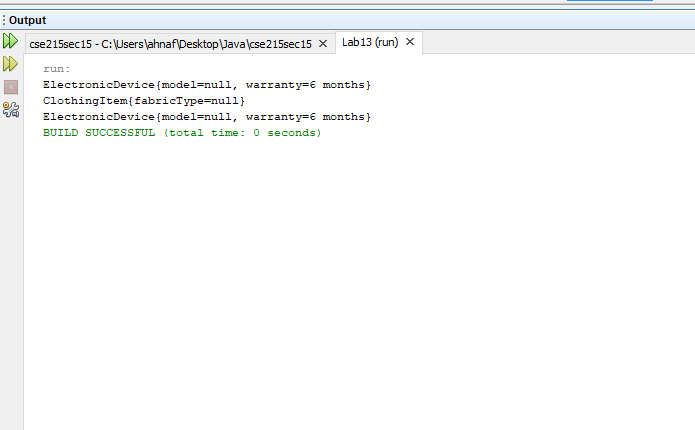 Output
cse215sec15 - C:\Users\ahnaf\Desktop\Java\cse215sec15
Lab13 (run)
run:
ElectronicDevice{model=null, warranty=6 months}
ClothingItem{fabricType=null}
ElectronicDevice{model=null, warranty=6 months}
BUILD SUCCESSFUL (total time: 0 seconds)